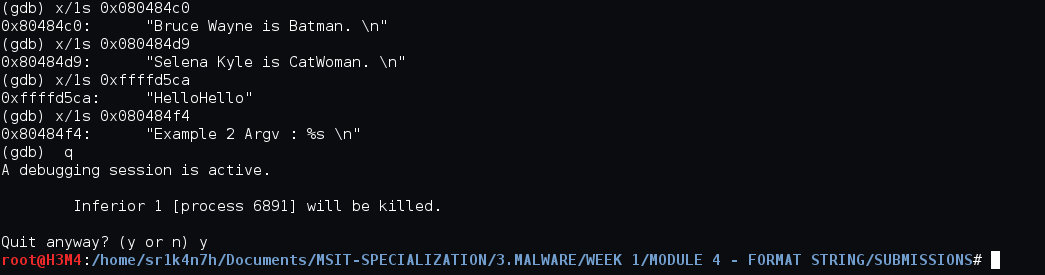 (gdb) x/1s 0x080484c0
0x80484c0:      "Bruce Wayne is Batman. \n"
(gdb) x/1s 0x080484d9
0x80484d9:      "Selena Kyle is CatWoman. \n"
(gdb) x/1s 0xffffd5ca
0xffffd5ca:     "HelloHello"
(gdb) x/1s 0x080484f4
0x80484f4:      "Example 2 Argv : %s \n"
(gdb)  q
A debugging session is active.
        Inferior 1 [process 6891] will be killed.
Quit anyway? (y or n) y
root@H3M4:/home/sr1k4n7h/Documents/MSIT-SPECIALIZATION/3.MALWARE/WEEK 1/MODULE 4 - FORMAT STRING/SUBMISSIONS#